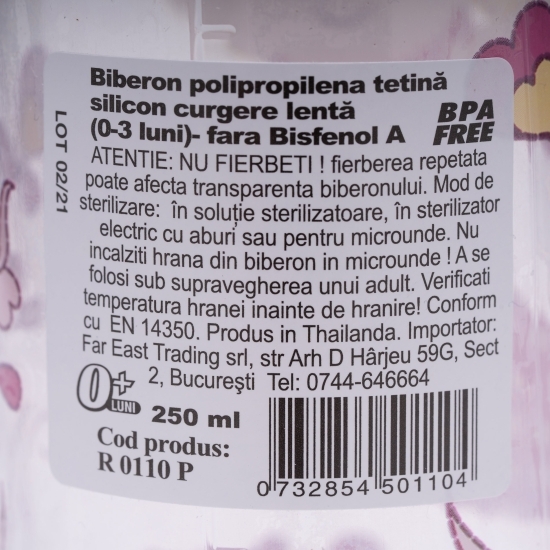 Biberon polipropilena tetină
silicon curgere lentă
(0-3 luni)- fara Bisfenol A
BPA
FREE
LOT 02/21
ATENTIE: NU FIERBETI ! fierberea repetata
poate afecta transparenta biberonului. Mod de
sterilizare: în soluție sterilizatoare, în sterilizator
electric cu aburi sau pentru microunde. Nu
incalziti hrana din biberon in microunde ! A se
folosi sub supravegherea unui adult. Verificati
temperatura hranei inainte de hranire! Conform
cu EN 14350. Produs in Thailanda. Importator:
Far East Trading srl, str Arh D Hârjeu 59G, Sect
2, Bucureşti Tel: 0744-646664
0+
LUNI
250 ml
Cod produs:
R 0110 P
0 732854 501104